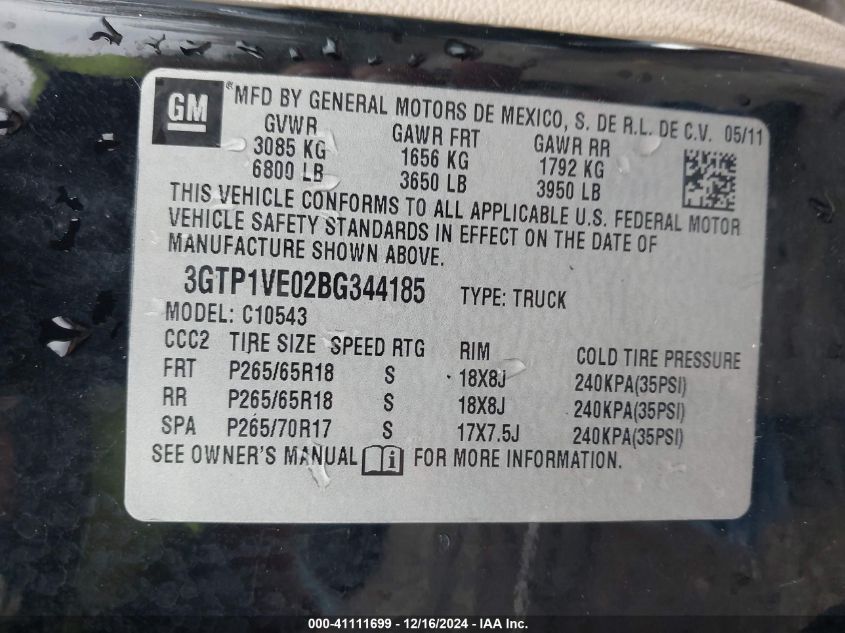 GM ®MFD BY GENERAL MOTORS DE MEXICO, S. DE R.L. DE C.V. 05/11
GVWR GAWR FRT GAWR RR
3085 KG 1656 KG 1792 KG
6800 LB 3650 LB 3950 LB
THIS VEHICLE CONFORMS TO ALL APPLICABLE U.S. FEDERAL MOTOR
VEHICLE SAFETY STANDARDS IN EFFECT ON THE DATE OF
MANUFACTURE SHOWN ABOVE.
3GTP1VE02BG344185 TYPE: TRUCK
MODEL: C10543
CCC2 TIRE SIZE SPEED RTG RIM COLD TIRE PRESSURE
FRT P265/65R18 S 18X8J 240KPA(35PSI)
RR P265/65R18 S 18X8J 240KPA(35PSI)
SPA P265/70R17 S 17X7.5J 240KPA(35PSI)
SEE OWNER'S MANUAL i FOR MORE INFORMATION.
000-41111699 - 12/16/2024 - IAA Inc.